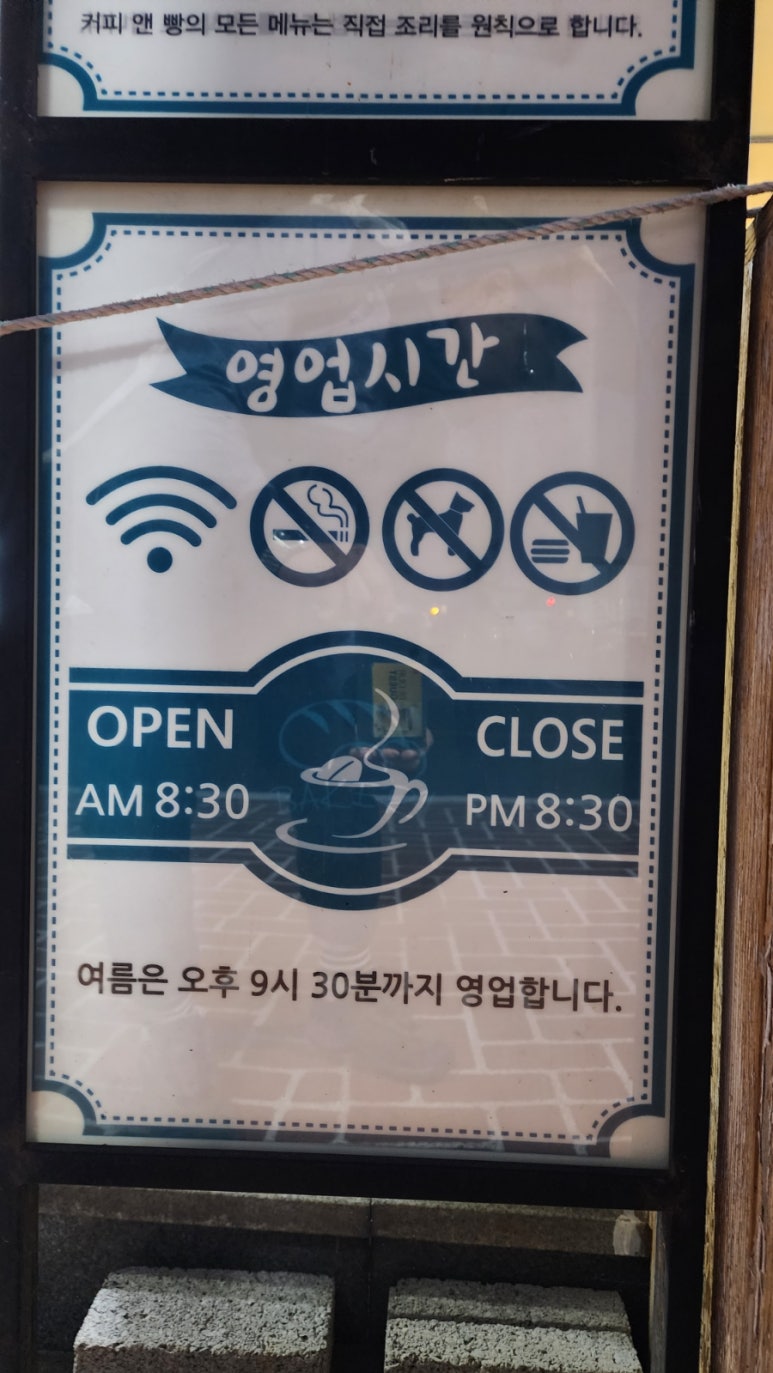 커피 앤 빵의 모든 메뉴는 직접 조리를 원칙으로 합니다.
영업시간
OPEN
AM 8:30
CLOSE
PM 8:30
여름은 오후 9시 30분까지 영업합니다.